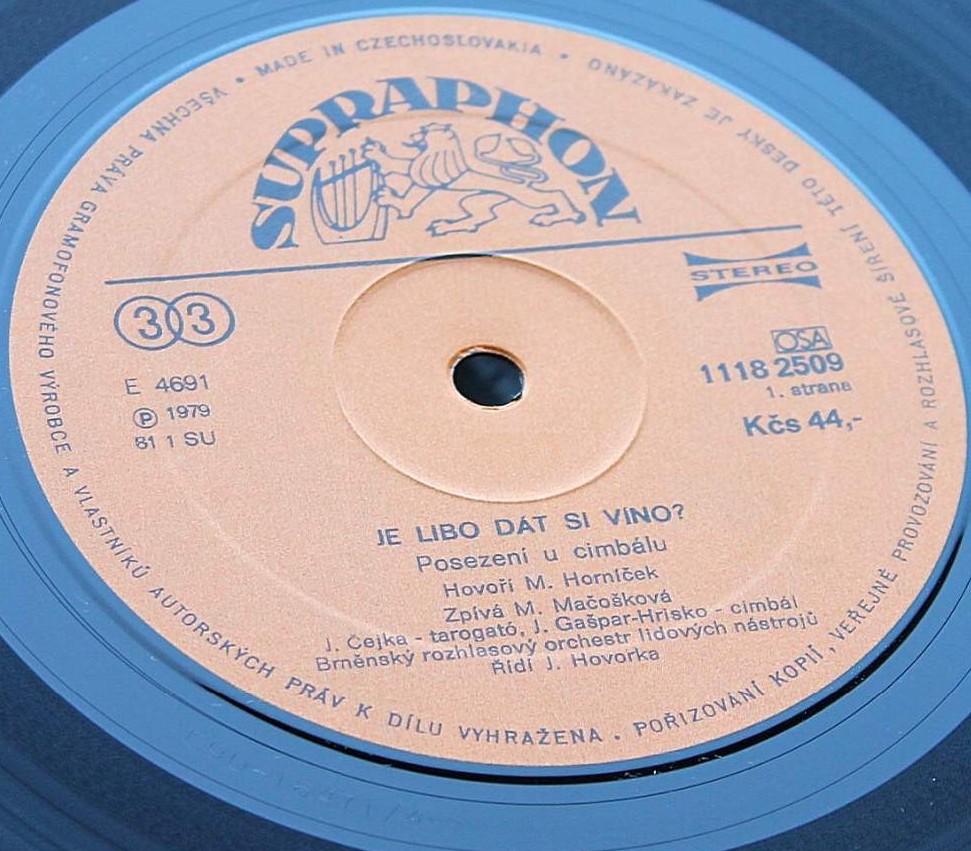 MADE IN CZECHOSLOVAKIA •
VŠECHNA PRÁVA GRAMOFONOVÉHO VÝROBCE A VLASTNÍKŮ AUTORSKÝCH PRÁV K DÍLU VYHRAŽENA . POŘIZOVÁNÍ KOPIÍ, VEŘEJNÉ PROVOZOVÁNÍ A ROZHLASOVÉ ŠÍŘENÍ TÉTO DESKY JE ZAKÁZÁNO •
SUPRAPHON
33
STEREO
OSA
E 4691
1118 2509
℗ 1979
1. strana
81 1 SU
Kčs 44,-
JE LIBO DÁT SI VÍNO?
Posezení u cimbálu
Hovoří M. Horníček
Zpívá M. Mačošková
J. Čejka - tarogató, J. Gašpar-Hrisko - cimbál
Brněnský rozhlasový orchestr lidových nástrojů
Řídí J. Hovorka